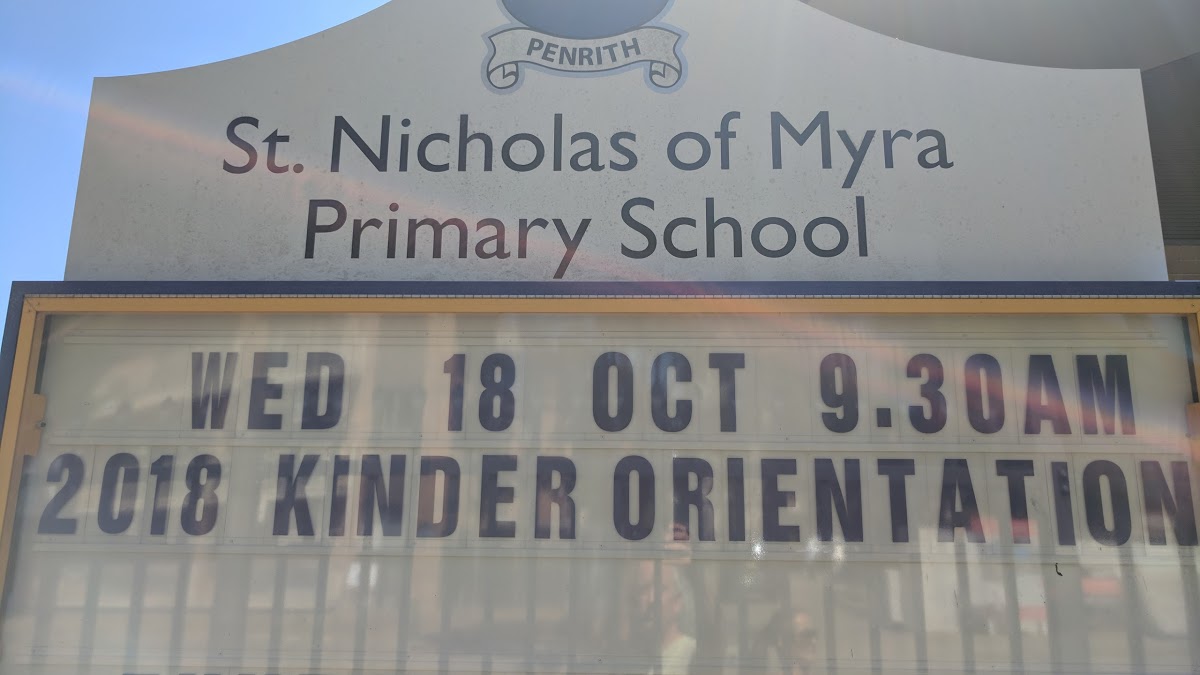 PENRITH
St. Nicholas of Myra
Primary School
WED 18 OCT 9.30AM
2018 KINDER ORIENTATION